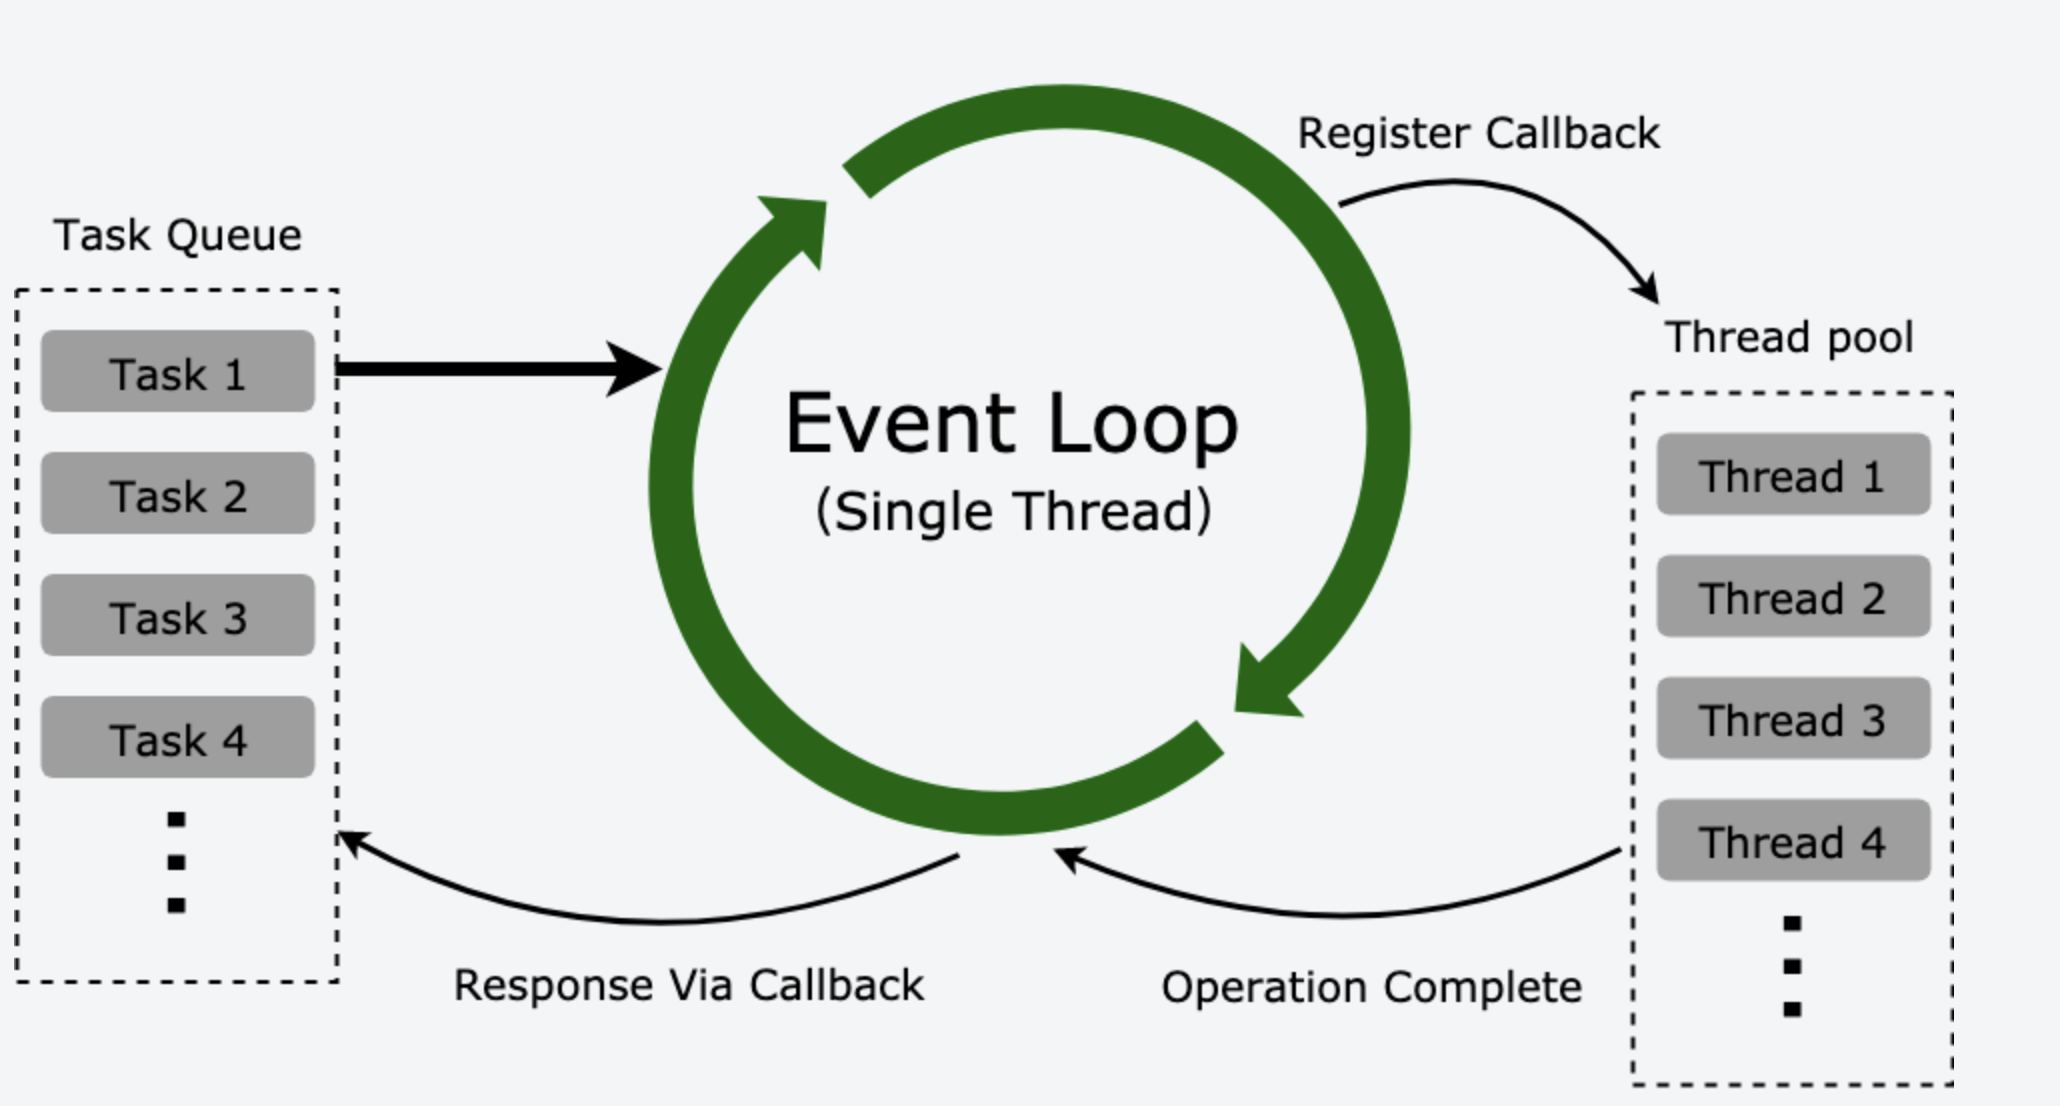 Register Callback
Task Queue
Task 1
Task 2
Task 3
Task 4
Event Loop
(Single Thread)
Thread pool
Thread 1
Thread 2
Thread 3
Thread 4
Response Via Callback
Operation Complete